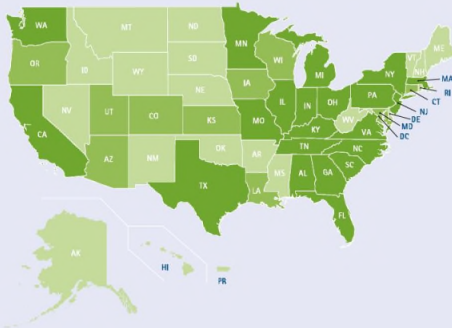 WA
MT
ND
MN
ME
VT
NH
OR
ID
SD
WI
MI
NY
MA
RI
CT
WY
IA
NE
PA
NJ
NV
UT
CO
IL
IN
OH
DE
MD
DC
CA
KS
MO
WV
VA
KY
NC
TN
AZ
NM
OK
AR
SC
MS
AL
GA
TX
LA
FL
AK
HI
PR